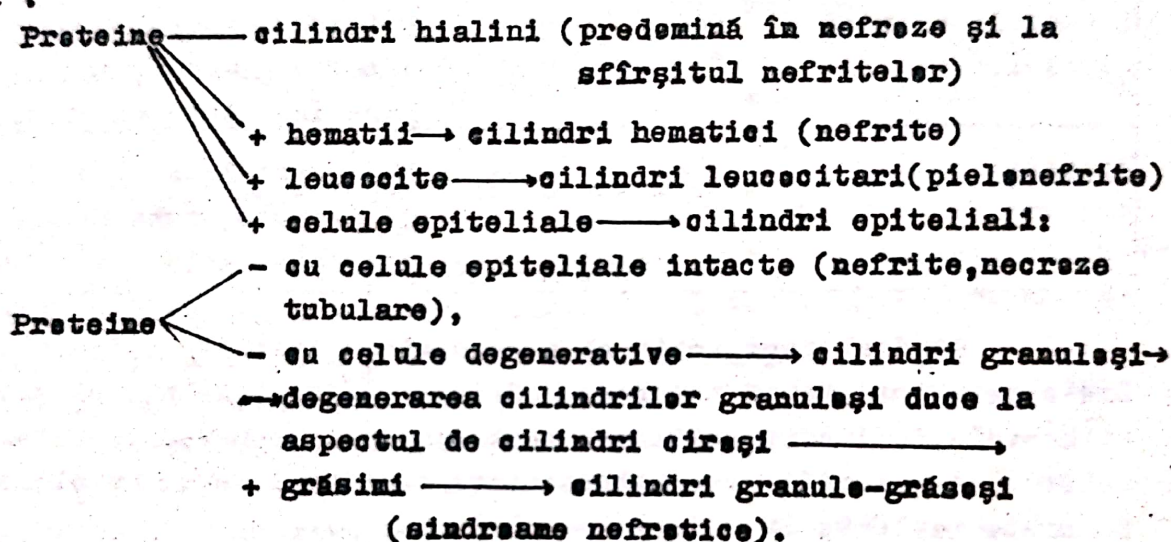 Proteine —— cilindri hialini (predomină în nefroze şi la
sfîrşitul nefritelor)
+ hematii → cilindri hematici (nefrite)
+ leucocite → cilindri leucocitari(pielonefrite)
+ celule epiteliale → cilindri epiteliali:
- cu celule epiteliale intacte (nefrite,necroze
tubulare),
Proteine
- cu celule degenerative → cilindri granuloşi→
→degenerarea cilindrilor granuloşi duce la
aspectul de cilindri ciroşi →
+ grăsimi → cilindri granulo-grăsoşi
(sindroame nefrotice).